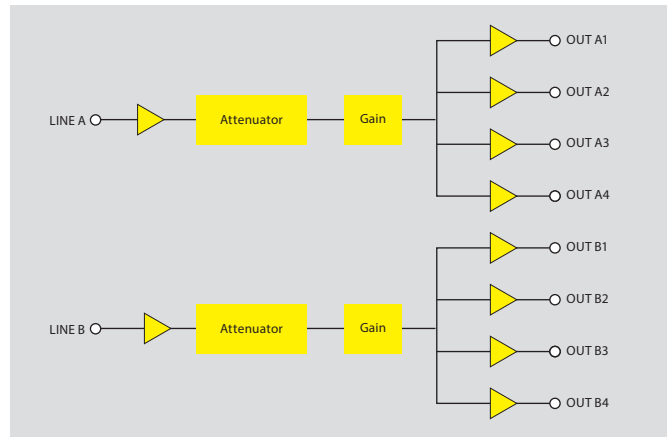 OUT A1
OUT A2
LINE A
Attenuator
Gain
OUT A3
OUT A4
OUT B1
OUT B2
LINE B
Attenuator
Gain
OUT B3
OUT B4